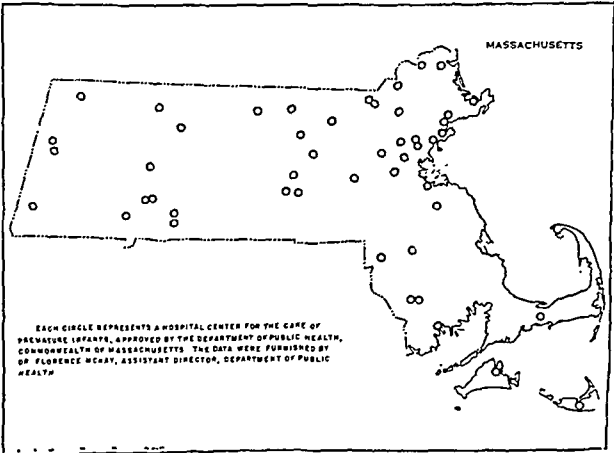 MASSACHUSETTS
EACH CIRCLE REPRESENTS A HOSPITAL CENTER FOR THE CARE OF
PREMATURE INFANTS, APPROVED BY THE DEPARTMENT OF PUBLIC HEALTH,
COMMONWEALTH OF MASSACHUSETTS THE DATA WERE FURNISHED BY
DR FLORENCE MCKAY, ASSISTANT DIRECTOR, DEPARTMENT OF PUBLIC
HEALTH